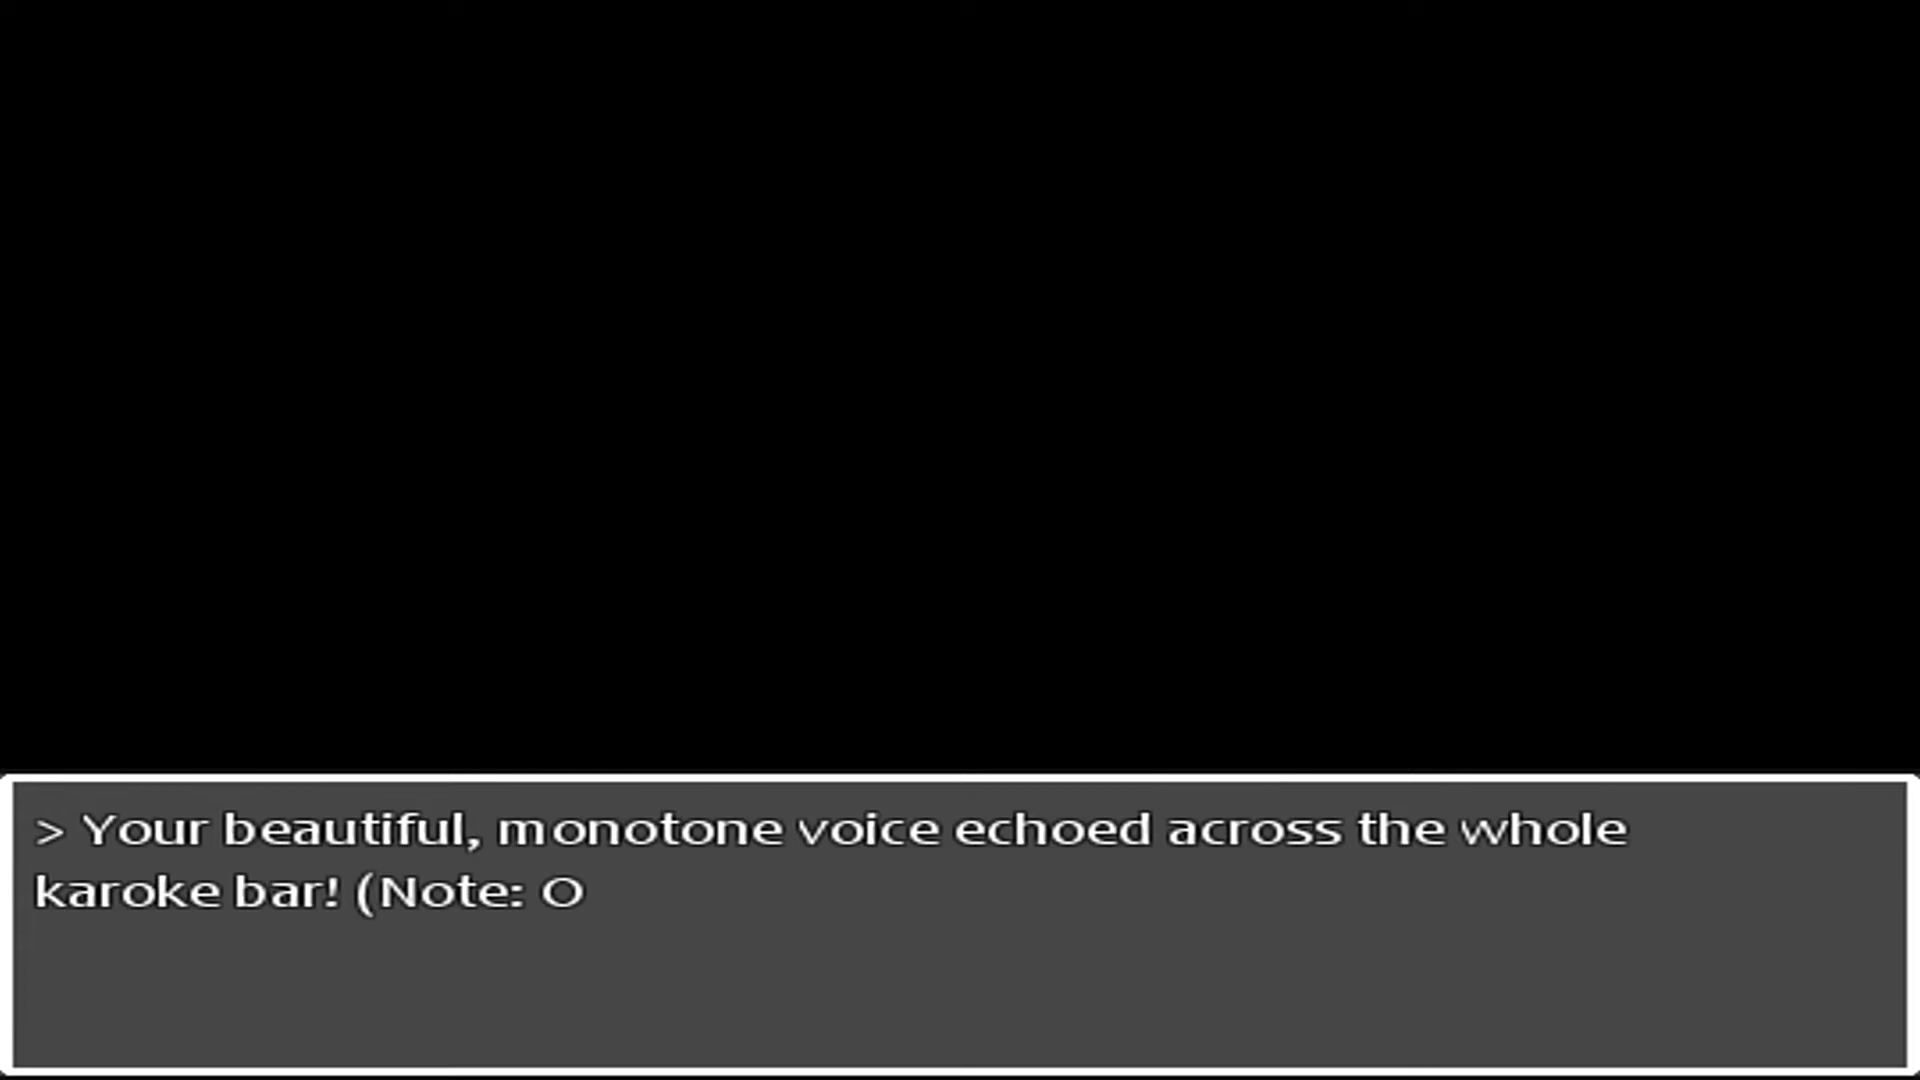 > Your beautiful, monotone voice echoed across the whole
karoke bar! (Note: O